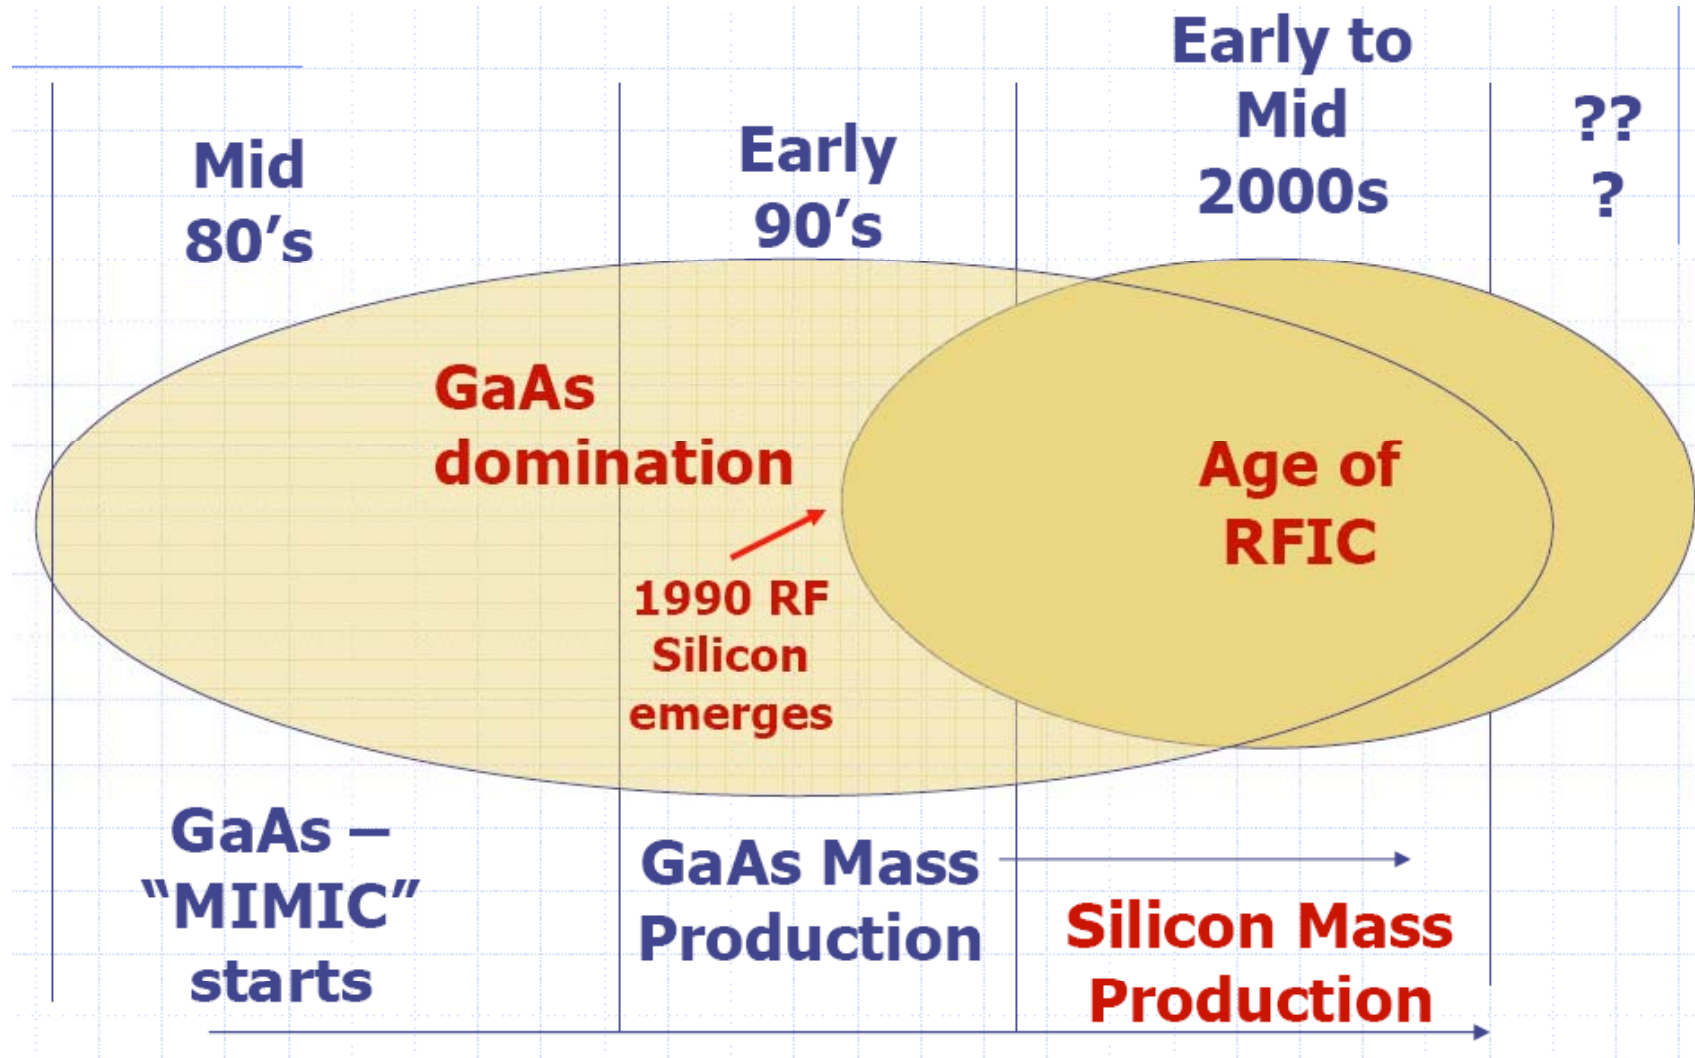 Mid
80’s
Early
90’s
Early to
Mid
2000s
??
?
GaAs
domination
1990 RF
Silicon
emerges
Age of
RFIC
GaAs –
“MIMIC”
starts
GaAs Mass
Production
Silicon Mass
Production